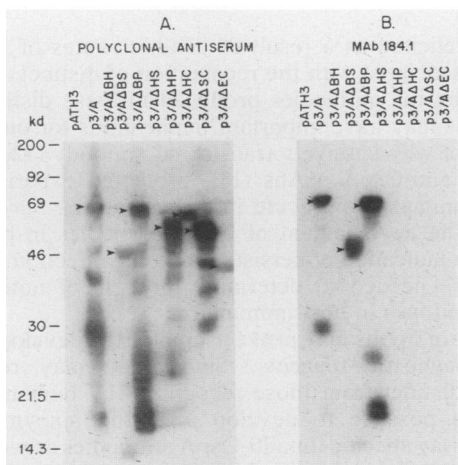 A.
B.
POLYCLONAL ANTISERUM
MAb 184.1
kd
pATH3
p3/A
p3/AΔBH
p3/AΔBS
p3/AΔBP
p3/AΔHS
p3/AΔHP
p3/AΔHC
p3/AΔSC
p3/AΔEC
pATH3
p3/A
p3/AΔBH
p3/AΔBS
p3/AΔBP
p3/AΔHS
p3/AΔHP
p3/AΔHC
p3/AΔSC
p3/AΔEC
200
92
69
46
30
21.5
14.3